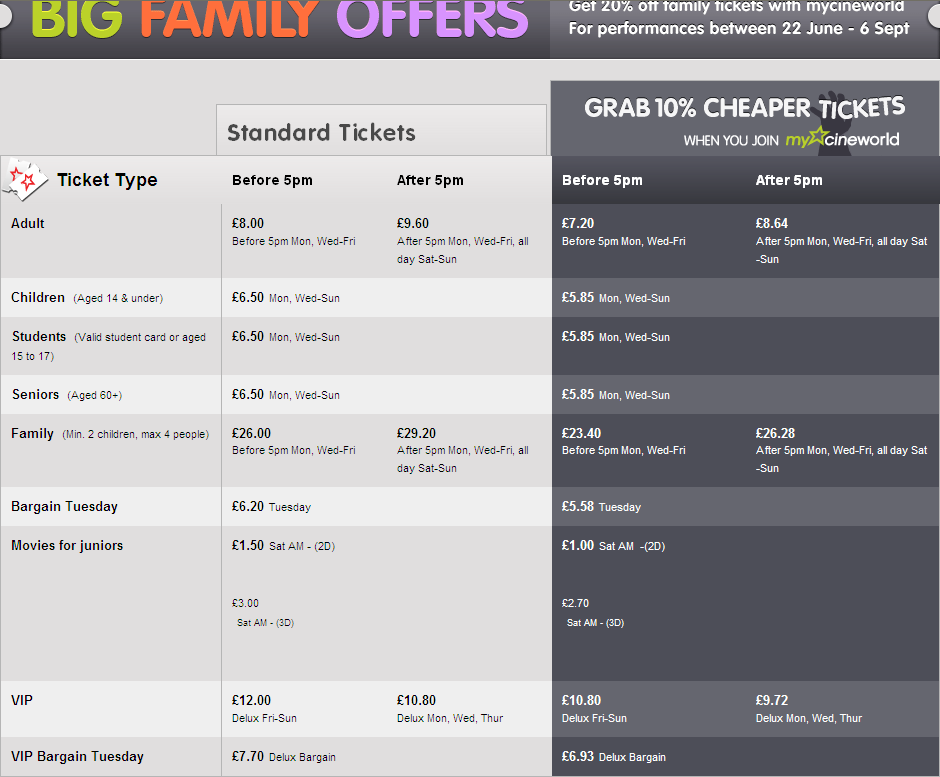 BIG FAMILY OFFERS
Get 20% off family tickets with mycineworld
For performances between 22 June - 6 Sept
GRAB 10% CHEAPER TICKETS
WHEN YOU JOIN my cineworld
Standard Tickets
Ticket Type Before 5pm After 5pm Before 5pm After 5pm
Adult £8.00 £9.60 £7.20 £8.64
Before 5pm Mon, Wed-Fri After 5pm Mon, Wed-Fri, all Before 5pm Mon, Wed-Fri After 5pm Mon, Wed-Fri, all day Sat
day Sat-Sun -Sun
Children (Aged 14 & under) £6.50 Mon, Wed-Sun £5.85 Mon, Wed-Sun
Students (Valid student card or aged £6.50 Mon, Wed-Sun £5.85 Mon, Wed-Sun
15 to 17)
Seniors (Aged 60+) £6.50 Mon, Wed-Sun £5.85 Mon, Wed-Sun
Family (Min. 2 children, max 4 people) £26.00 £29.20 £23.40 £26.28
Before 5pm Mon, Wed-Fri After 5pm Mon, Wed-Fri, all Before 5pm Mon, Wed-Fri After 5pm Mon, Wed-Fri, all day Sat
day Sat-Sun -Sun
Bargain Tuesday £6.20 Tuesday £5.58 Tuesday
Movies for juniors £1.50 Sat AM - (2D) £1.00 Sat AM -(2D)
£3.00 £2.70
Sat AM - (3D) Sat AM - (3D)
VIP £12.00 £10.80 £10.80 £9.72
Delux Fri-Sun Delux Mon, Wed, Thur Delux Fri-Sun Delux Mon, Wed, Thur
VIP Bargain Tuesday £7.70 Delux Bargain £6.93 Delux Bargain